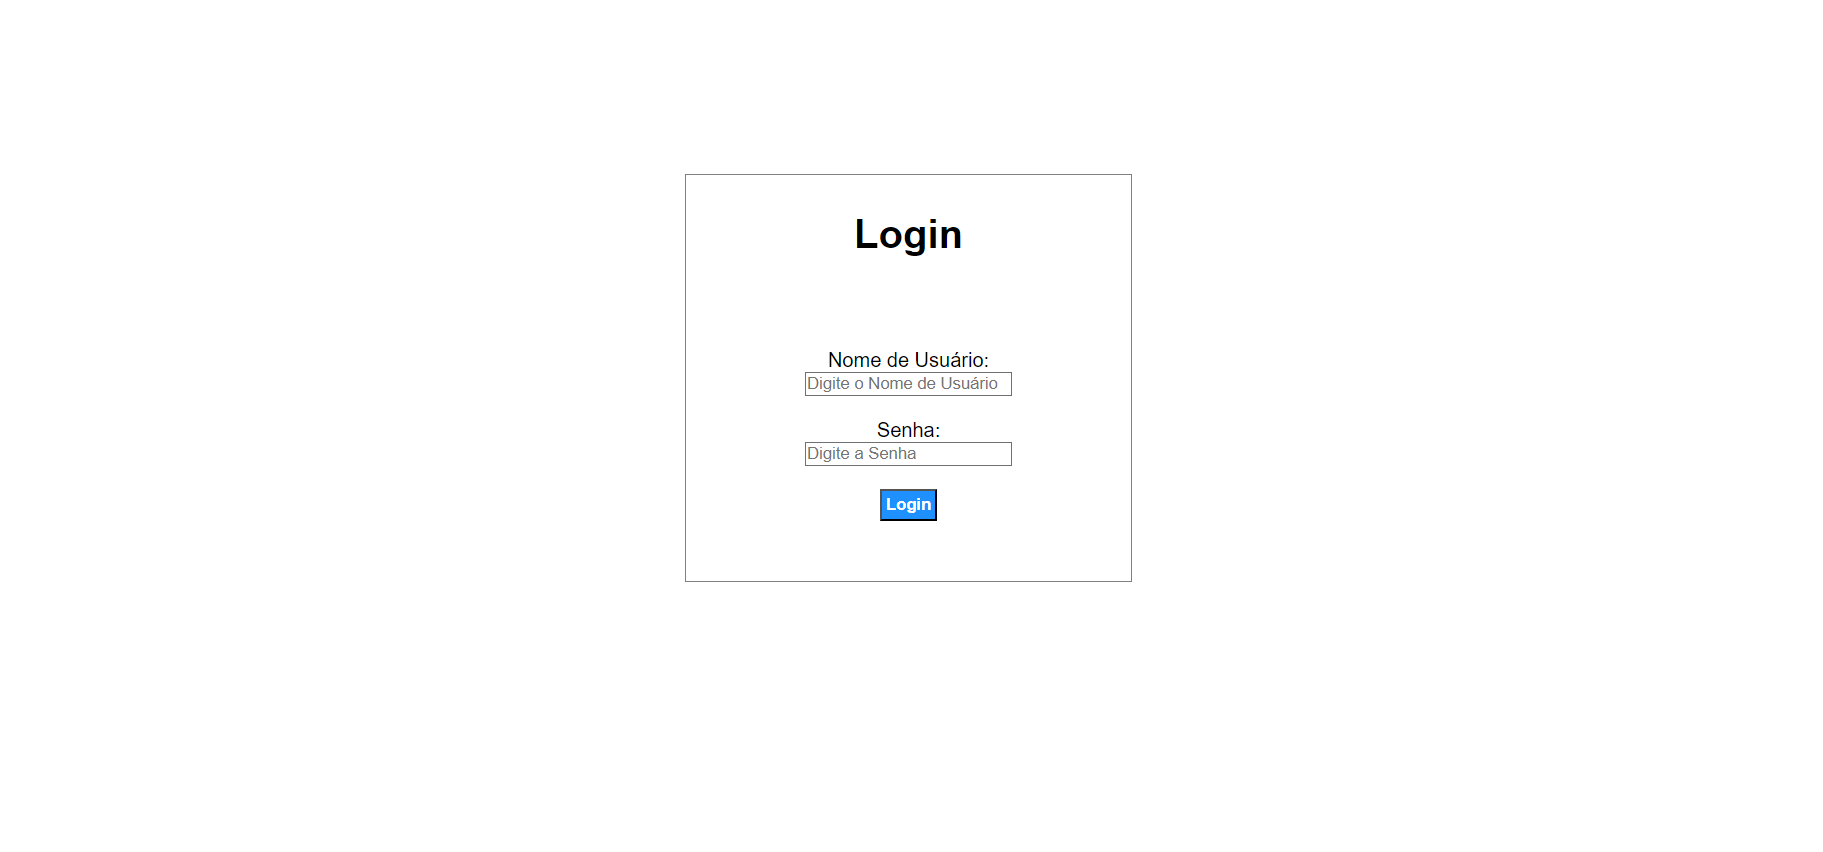 Login
Nome de Usuário:
Digite o Nome de Usuário
Senha:
Digite a Senha
Login